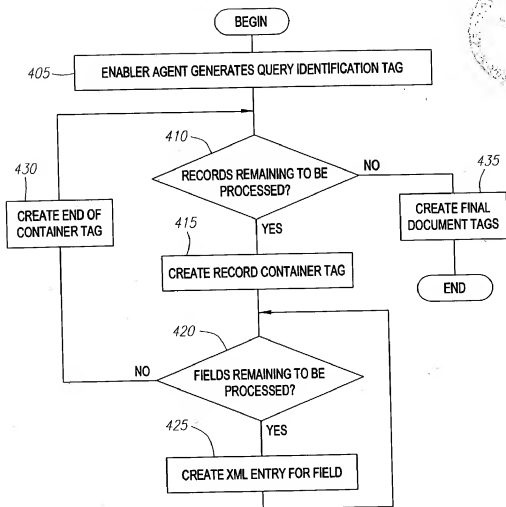 BEGIN
405
ENABLER AGENT GENERATES QUERY IDENTIFICATION TAG
410
RECORDS REMAINING TO BE
PROCESSED?
NO
YES
430
CREATE END OF
CONTAINER TAG
435
CREATE FINAL
DOCUMENT TAGS
END
415
CREATE RECORD CONTAINER TAG
420
FIELDS REMAINING TO BE
PROCESSED?
NO
YES
425
CREATE XML ENTRY FOR FIELD